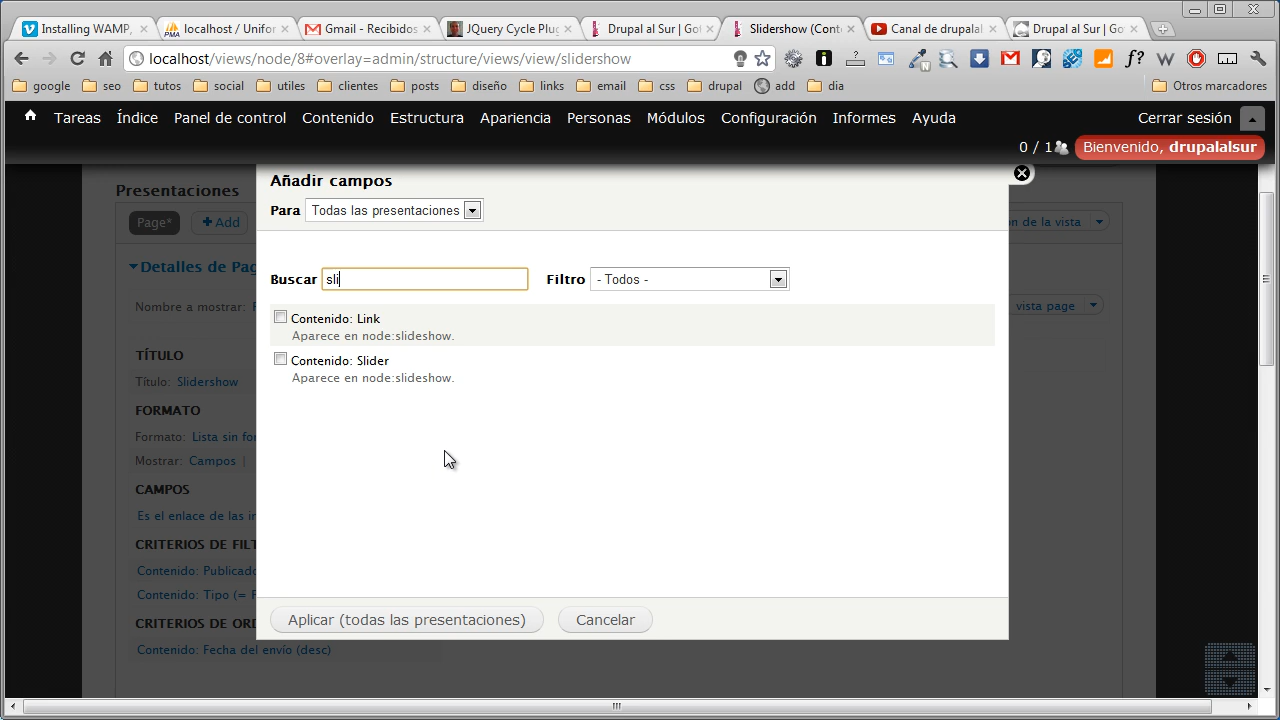 Installing WAMP,
localhost / Unifor
Gmail - Recibidos
JQuery Cycle Plug
Drupal al Sur | Got
Slidershow (Cont
Canal de drupalal
Drupal al Sur | Got
localhost/views/node/8#overlay=admin/structure/views/view/slidershow
google seo tutos social utiles clientes posts diseño links email css drupal add dia Otros marcadores
Tareas Índice Panel de control Contenido Estructura Apariencia Personas Módulos Configuración Informes Ayuda Cerrar sesión
0 / 1 Bienvenido, drupalalsur
Presentaciones
Page* Add
Detalles de Pag
Nombre a mostrar:
TÍTULO
Título: Slidershow
FORMATO
Formato: Lista sin for
Mostrar: Campos |
CAMPOS
Es el enlace de las in
CRITERIOS DE FILT
Contenido: Publicado
Contenido: Tipo (=
CRITERIOS DE ORD
Contenido: Fecha del envío (desc)
n de la vista
vista page
Añadir campos
Para Todas las presentaciones
Buscar sli Filtro - Todos -
Contenido: Link
Aparece en node:slideshow.
Contenido: Slider
Aparece en node:slideshow.
Aplicar (todas las presentaciones) Cancelar